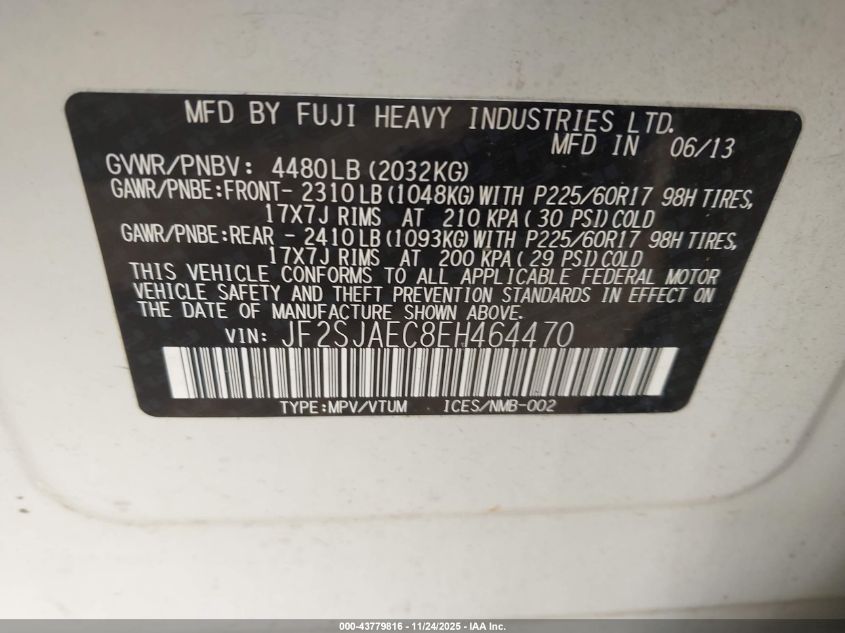 MFD BY FUJI HEAVY INDUSTRIES LTD.
MFD IN 06/13
GVWR/PNBV: 4480LB (2032KG)
GAWR/PNBE:FRONT- 2310LB (1048KG)WITH P225/60R17 98H TIRES,
17X7J RIMS AT 210 KPA( 30 PSI)COLD
GAWR/PNBE:REAR - 2410LB (1093KG)WITH P225/60R17 98H TIRES,
17X7J RIMS AT 200 KPA( 29 PSI)COLD
THIS VEHICLE CONFORMS TO ALL APPLICABLE FEDERAL MOTOR
VEHICLE SAFETY AND THEFT PREVENTION STANDARDS IN EFFECT ON
THE DATE OF MANUFACTURE SHOWN ABOVE.
VIN: JF2SJAEC8EH464470
TYPE:MPV/VTUM ICES/NMB-002
000-43779816 - 11/24/2025 - IAA Inc.